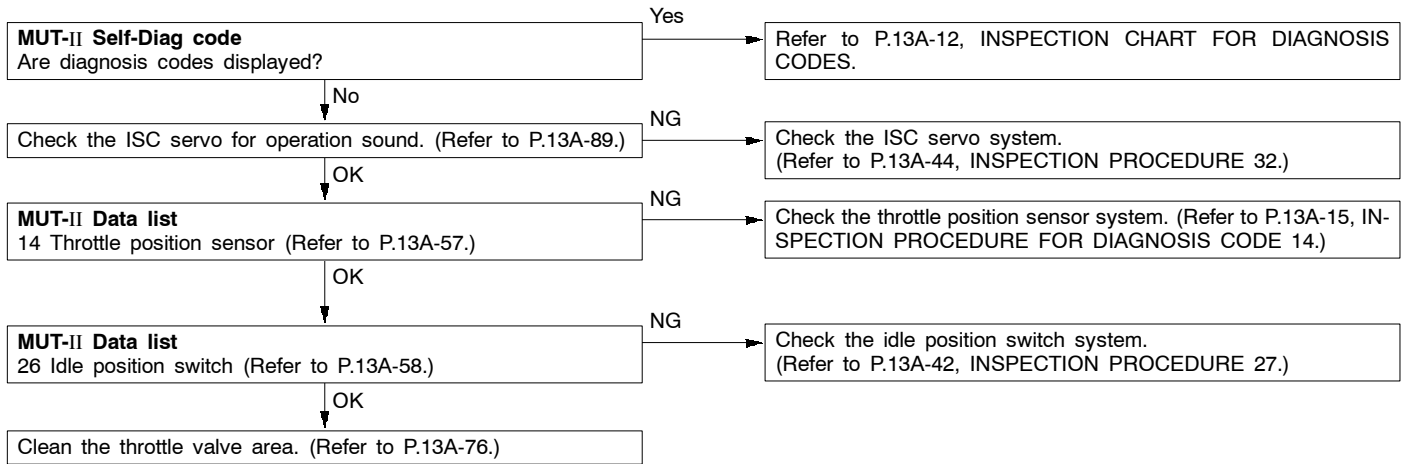 MUT-II Self-Diag code
Are diagnosis codes displayed?
Yes
Refer to P.13A-12, INSPECTION CHART FOR DIAGNOSIS
CODES.
No
Check the ISC servo for operation sound. (Refer to P.13A-89.)
NG
Check the ISC servo system.
(Refer to P.13A-44, INSPECTION PROCEDURE 32.)
OK
MUT-II Data list
14 Throttle position sensor (Refer to P.13A-57.)
NG
Check the throttle position sensor system. (Refer to P.13A-15, IN-
SPECTION PROCEDURE FOR DIAGNOSIS CODE 14.)
OK
MUT-II Data list
26 Idle position switch (Refer to P.13A-58.)
NG
Check the idle position switch system.
(Refer to P.13A-42, INSPECTION PROCEDURE 27.)
OK
Clean the throttle valve area. (Refer to P.13A-76.)